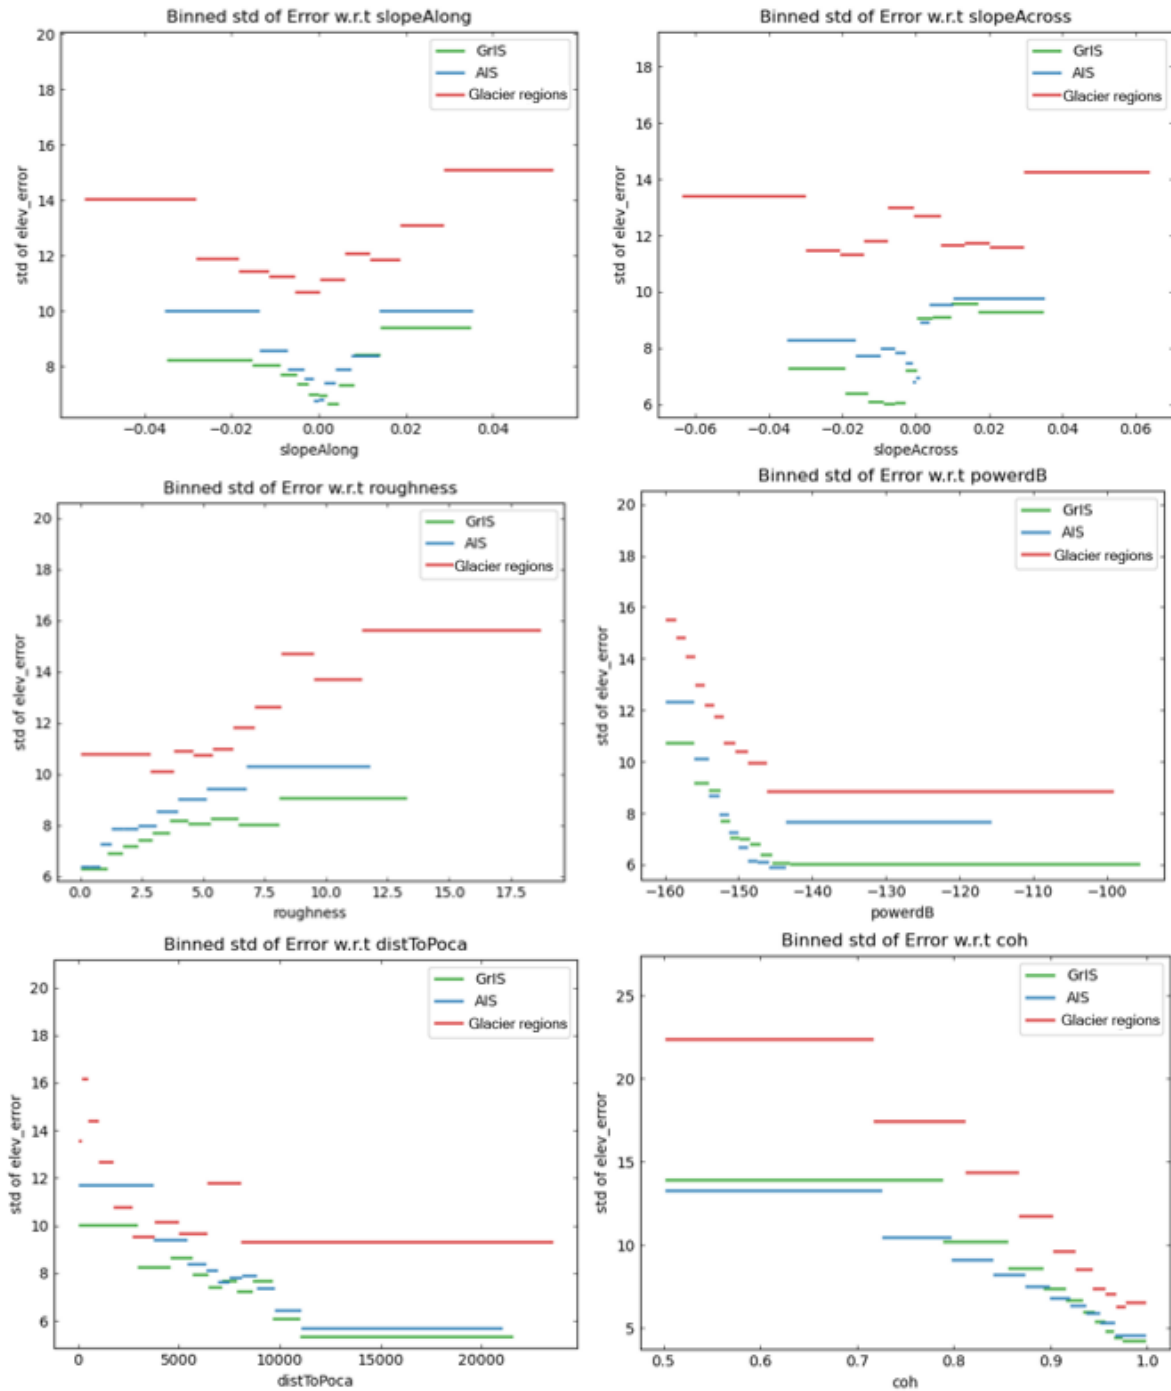 Binned std of Error w.r.t slopeAlong
20
18
16
14
12
10
8
std of elev_error
GrIS
AIS
Glacier regions
−0.04 −0.02 0.00 0.02 0.04
slopeAlong
Binned std of Error w.r.t slopeAcross
18
16
14
12
10
8
6
std of elev_error
GrIS
AIS
Glacier regions
−0.06 −0.04 −0.02 0.00 0.02 0.04 0.06
slopeAcross
Binned std of Error w.r.t roughness
20
18
16
14
12
10
8
6
std of elev_error
GrIS
AIS
Glacier regions
0.0 2.5 5.0 7.5 10.0 12.5 15.0 17.5
roughness
Binned std of Error w.r.t powerdB
20
18
16
14
12
10
8
6
std of elev_error
GrIS
AIS
Glacier regions
−160 −150 −140 −130 −120 −110 −100
powerdB
Binned std of Error w.r.t distToPoca
20
18
16
14
12
10
8
6
std of elev_error
GrIS
AIS
Glacier regions
0 5000 10000 15000 20000
distToPoca
Binned std of Error w.r.t coh
25
20
15
10
5
std of elev_error
GrIS
AIS
Glacier regions
0.5 0.6 0.7 0.8 0.9 1.0
coh